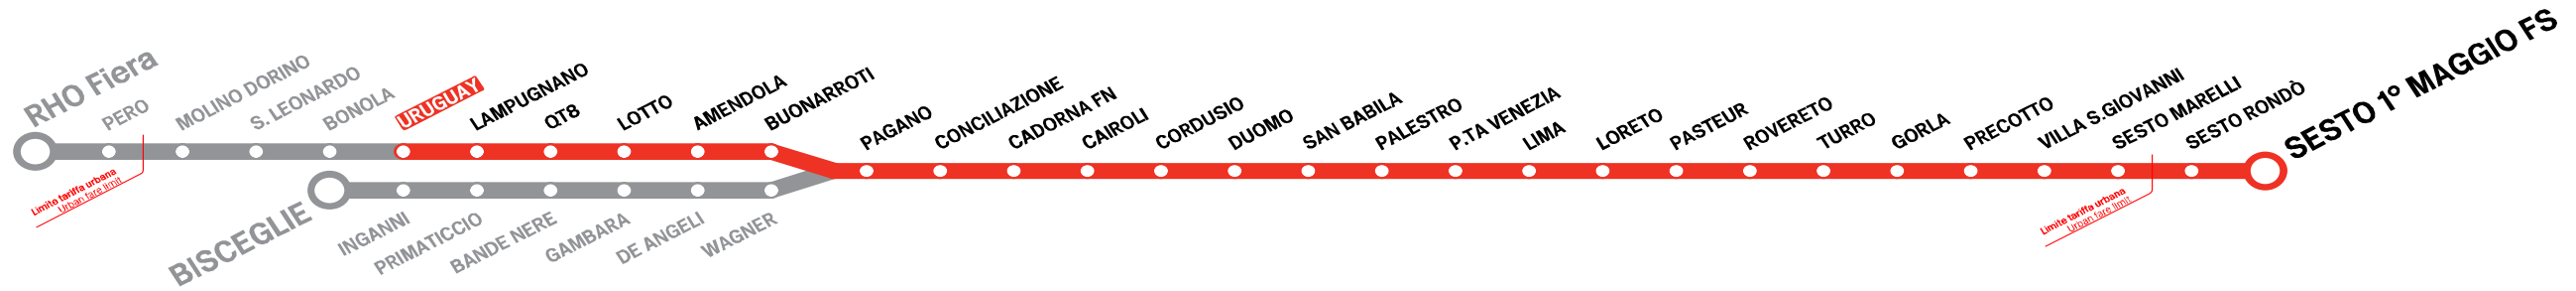 RHO Fiera
PERO
MOLINO DORINO
S. LEONARDO
BONOLA
URUGUAY
LAMPUGNANO
QT8
LOTTO
AMENDOLA
BUONARROTI
PAGANO
CONCILIAZIONE
CADORNA FN
CAIROLI
CORDUSIO
DUOMO
SAN BABILA
PALESTRO
P.TA VENEZIA
LIMA
LORETO
PASTEUR
ROVERETO
TURRO
GORLA
PRECOTTO
VILLA S.GIOVANNI
SESTO MARELLI
SESTO RONDÒ
SESTO 1° MAGGIO FS
Limite tariffa urbana
Urban fare limit
BISCEGLIE
INGANNI
PRIMATICCIO
BANDE NERE
GAMBARA
DE ANGELI
WAGNER
Limite tariffa urbana
Urban fare limit